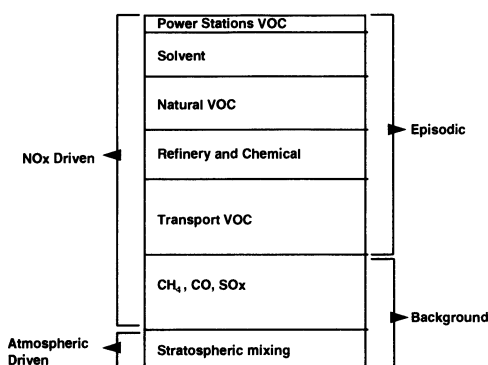 Power Stations VOC
Solvent
Natural VOC
Episodic
NOx Driven
Refinery and Chemical
Transport VOC
CH₄ , CO, SOx
Background
Atmospheric
Driven
Stratospheric mixing